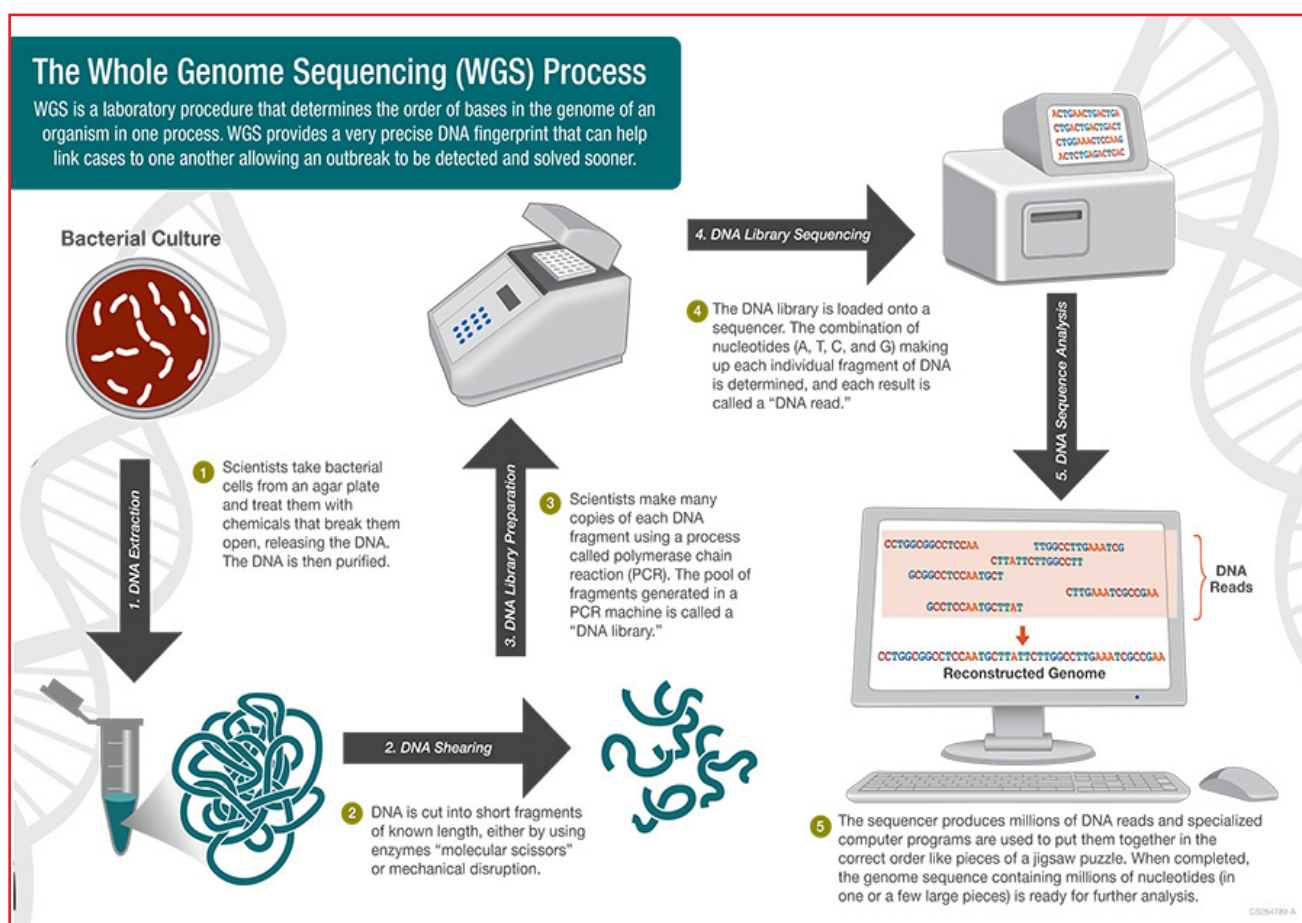 The Whole Genome Sequencing (WGS) Process
WGS is a laboratory procedure that determines the order of bases in the genome of an
organism in one process. WGS provides a very precise DNA fingerprint that can help
link cases to one another allowing an outbreak to be detected and solved sooner.
Bacterial Culture
1. DNA Extraction
1
Scientists take bacterial
cells from an agar plate
and treat them with
chemicals that break them
open, releasing the DNA.
The DNA is then purified.
2. DNA Shearing
2
DNA is cut into short fragments
of known length, either by using
enzymes “molecular scissors”
or mechanical disruption.
3. DNA Library Preparation
3
Scientists make many
copies of each DNA
fragment using a process
called polymerase chain
reaction (PCR). The pool of
fragments generated in a
PCR machine is called a
“DNA library.”
4. DNA Library Sequencing
4
The DNA library is loaded onto a
sequencer. The combination of
nucleotides (A, T, C, and G) making
up each individual fragment of DNA
is determined, and each result is
called a “DNA read.”
ACTGAACTGACTGA
CTGACTGACTGACT
CTGGAAACTCCAAG
ACTCTGAGACTCAC
5. DNA Sequence Analysis
CCTGGCGGCCTCCAA
TTGGCCTTGAAATCG
CTTATTCTTGGCCTT
GCGGCCTCCAATGCT
CTTGAAATCGCCGAA
GCCTCCAATGCTTAT
DNA
Reads
CCTGGCGGCCTCCAATGCTTATTCTTGGCCTTGAAATCGCCGAA
Reconstructed Genome
5
The sequencer produces millions of DNA reads and specialized
computer programs are used to put them together in the
correct order like pieces of a jigsaw puzzle. When completed,
the genome sequence containing millions of nucleotides (in
one or a few large pieces) is ready for further analysis.
CS264789-A